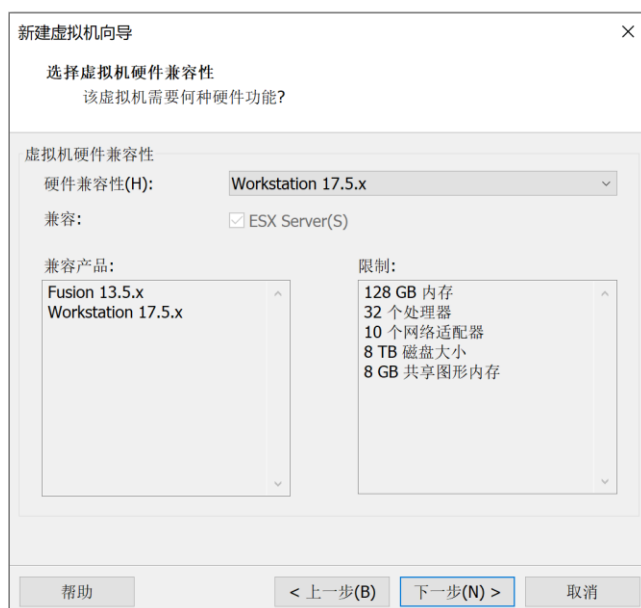 新建虚拟机向导
选择虚拟机硬件兼容性
该虚拟机需要何种硬件功能?
虚拟机硬件兼容性
硬件兼容性(H): Workstation 17.5.x
兼容: ESX Server(S)
兼容产品:
Fusion 13.5.x
Workstation 17.5.x
限制:
128 GB 内存
32 个处理器
10 个网络适配器
8 TB 磁盘大小
8 GB 共享图形内存
帮助 < 上一步(B) 下一步(N) > 取消